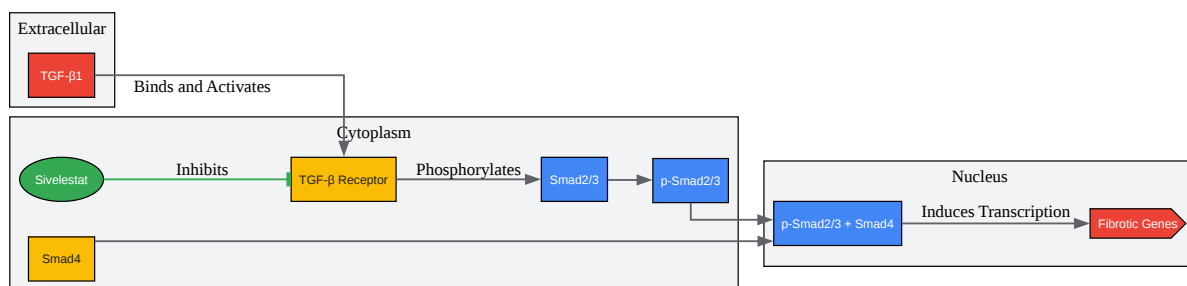 Extracellular
TGF-β1
Binds and Activates
Cytoplasm
Sivelestat
Inhibits
TGF-β Receptor
Phosphorylates
Smad2/3
p-Smad2/3
Smad4
Nucleus
p-Smad2/3 + Smad4
Induces Transcription
Fibrotic Genes